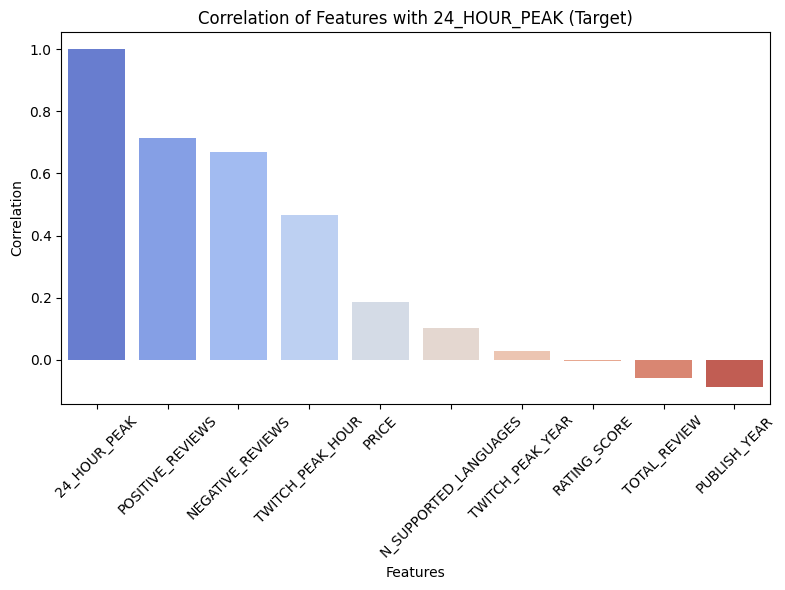 Correlation of Features with 24_HOUR_PEAK (Target)
Correlation
1.0
0.8
0.6
0.4
0.2
0.0
24_HOUR_PEAK
POSITIVE_REVIEWS
NEGATIVE_REVIEWS
TWITCH_PEAK_HOUR
PRICE
N_SUPPORTED_LANGUAGES
TWITCH_PEAK_YEAR
RATING_SCORE
TOTAL_REVIEW
PUBLISH_YEAR
Features